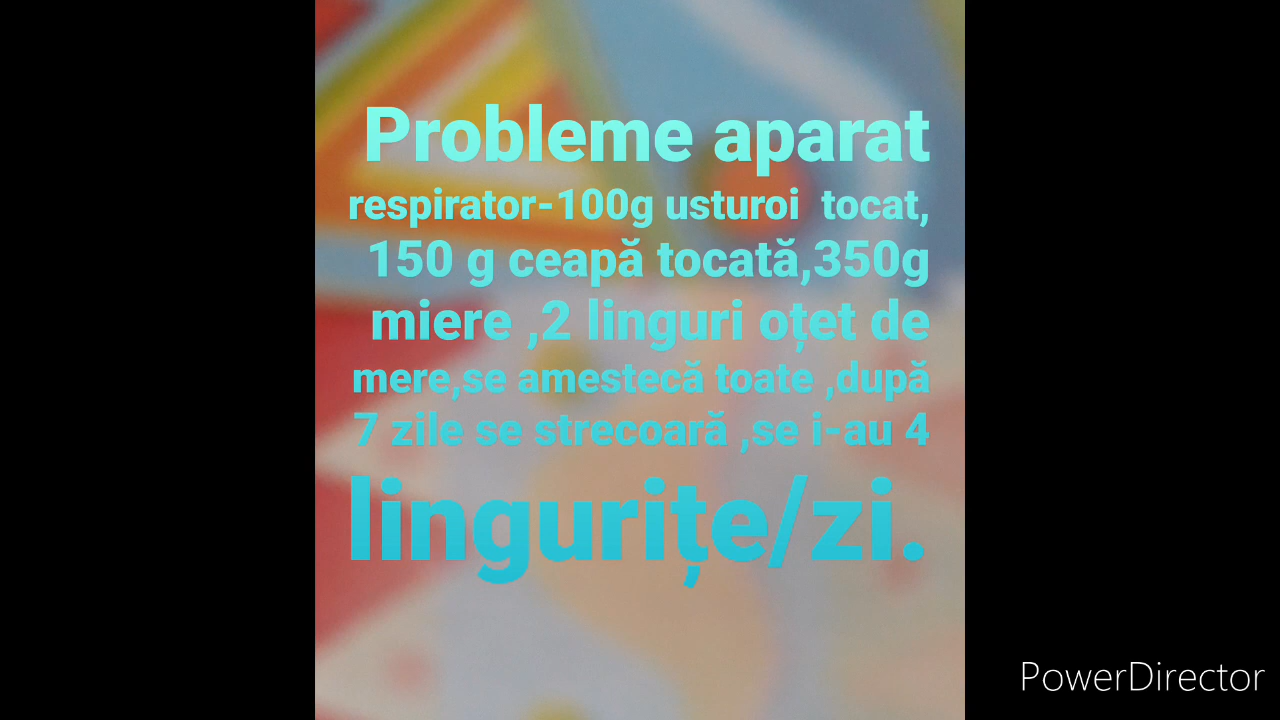 Probleme aparat
respirator-100g usturoi  tocat,
150 g ceapă tocată,350g
miere ,2 linguri oțet de
mere,se amestecă toate ,după
7 zile se strecoară ,se i-au 4
lingurițe/zi.
PowerDirector